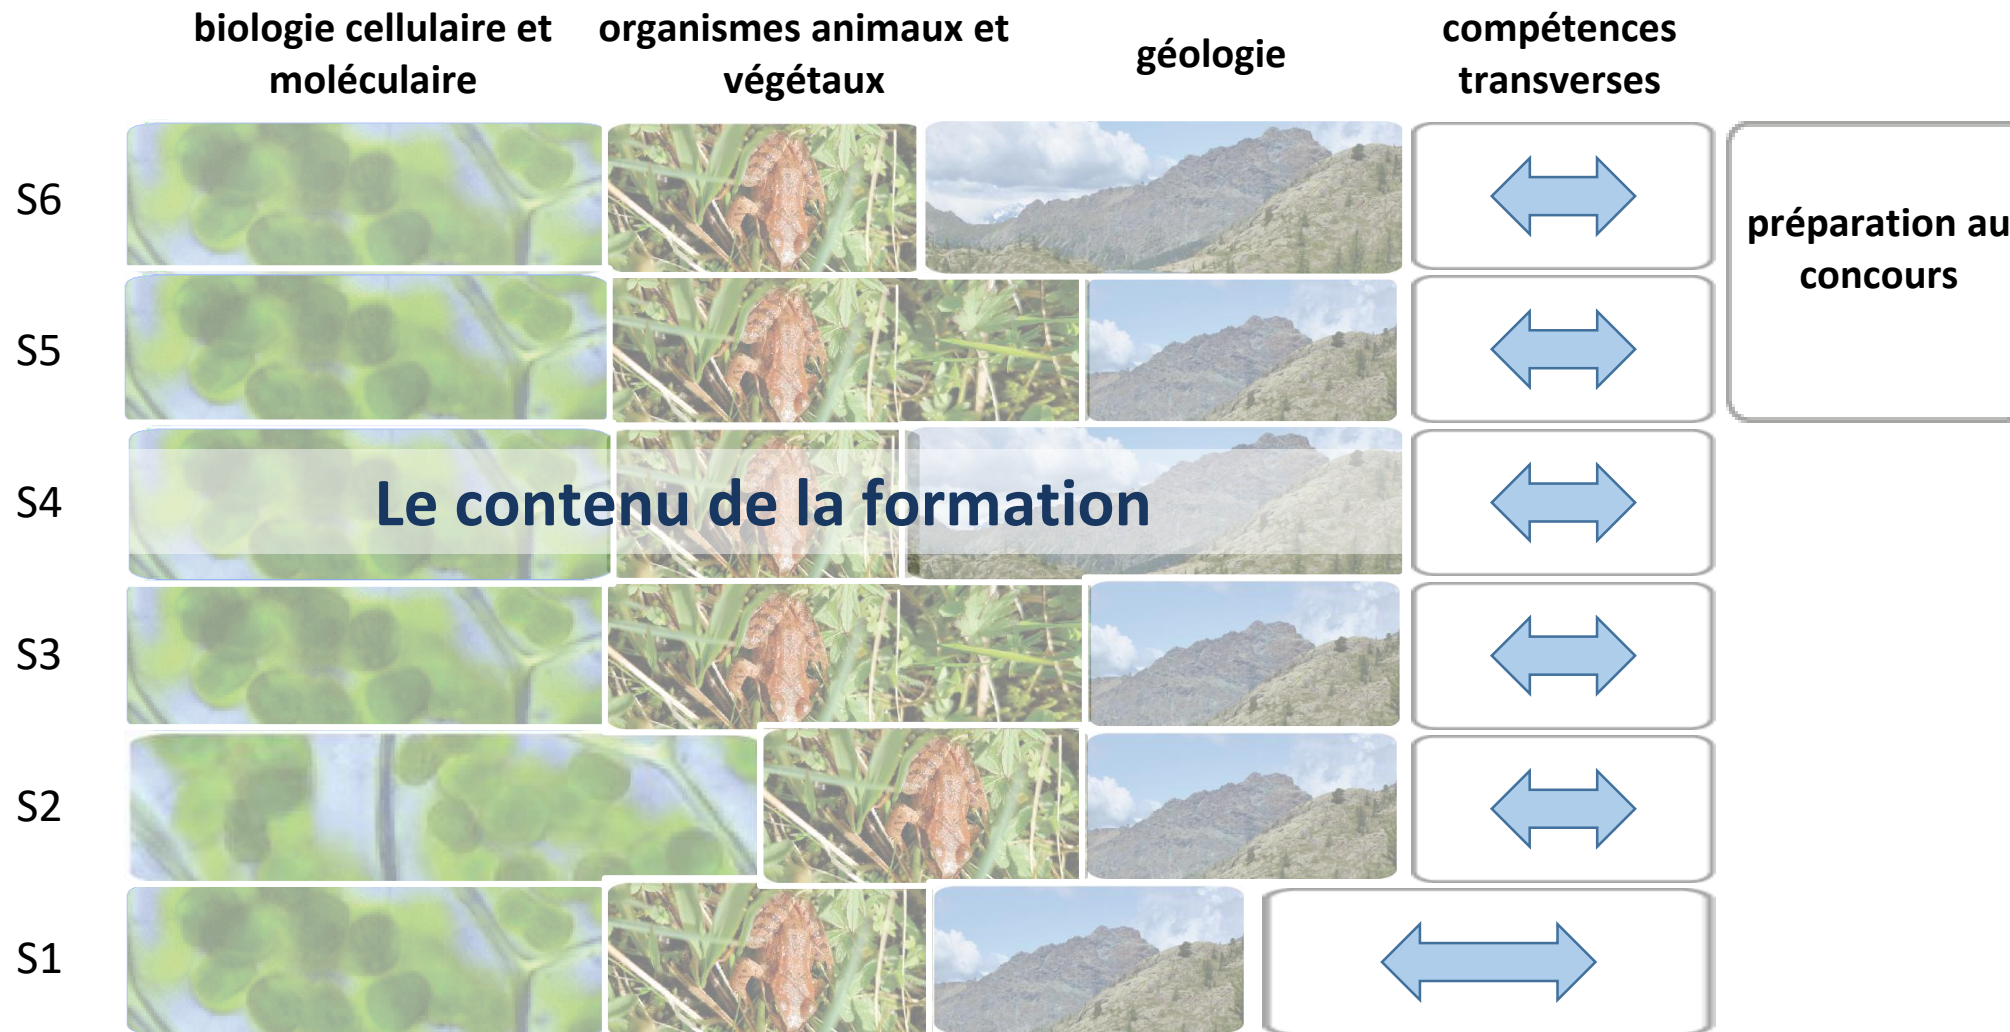 biologie cellulaire et
moléculaire
organismes animaux et
végétaux
géologie
compétences
transverses
S6
préparation au
concours
S5
S4
Le contenu de la formation
S3
S2
S1